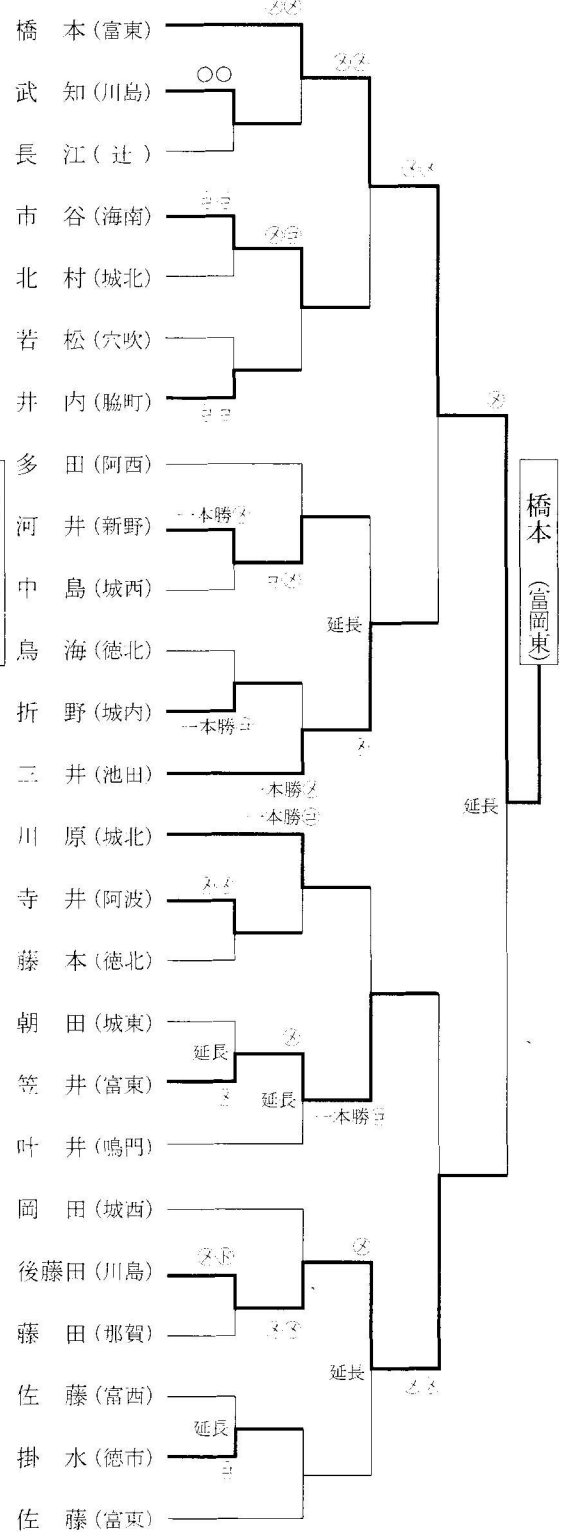 橋本(富東)
武知(川島)
○○
長江(辻)
市谷(海南)
北村(城北)
若松(穴吹)
井内(脇町)
多田(阿西)
河井(新野)
一本勝
中島(城西)
鳥海(徳北)
折野(城内)
一本勝
三井(池田)
一本勝
延長
川原(城北)
一本勝
寺井(阿波)
藤本(徳北)
朝田(城東)
延長
笠井(富東)
延長
一本勝
叶井(鳴門)
岡田(城西)
後藤田(川島)
藤田(那賀)
延長
佐藤(富西)
延長
掛水(徳市)
佐藤(富東)
延長
橋本(富岡東)